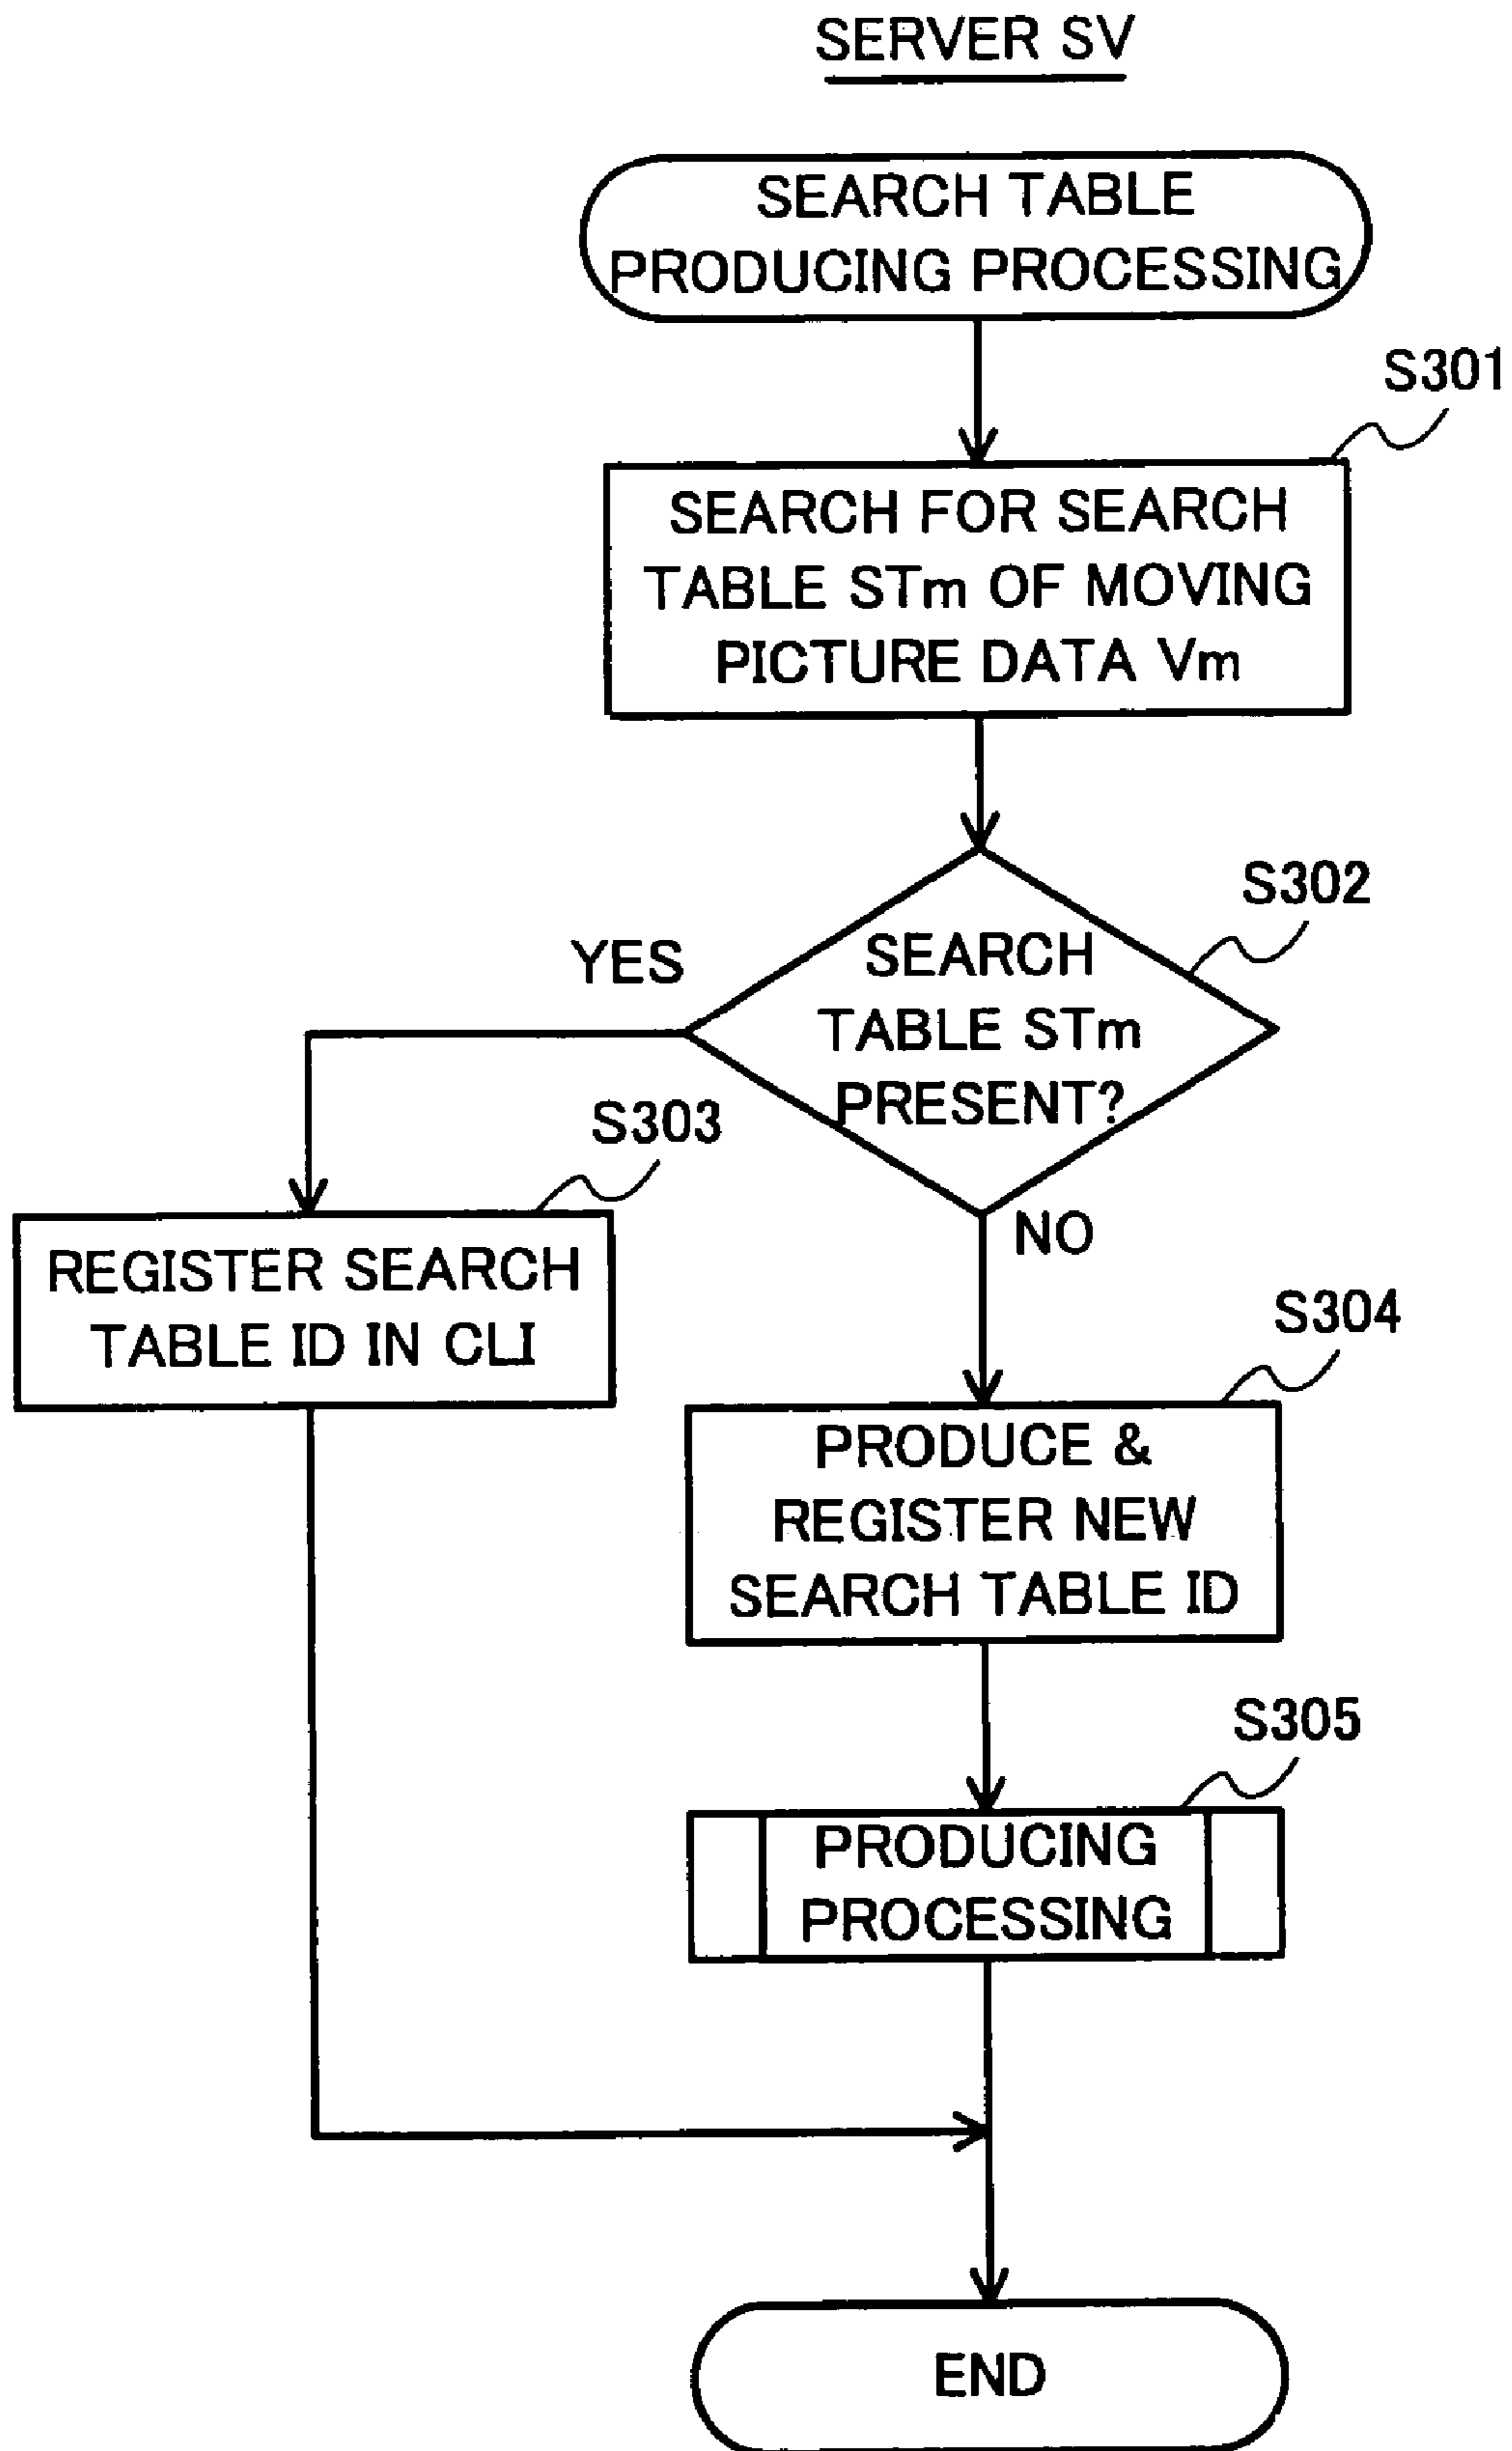 SERVER SV
SEARCH TABLE
PRODUCING PROCESSING
S301
SEARCH FOR SEARCH
TABLE STm OF MOVING
PICTURE DATA Vm
S302
SEARCH
TABLE STm
PRESENT?
YES
NO
S303
REGISTER SEARCH
TABLE ID IN CLI
S304
PRODUCE &
REGISTER NEW
SEARCH TABLE ID
S305
PRODUCING
PROCESSING
END